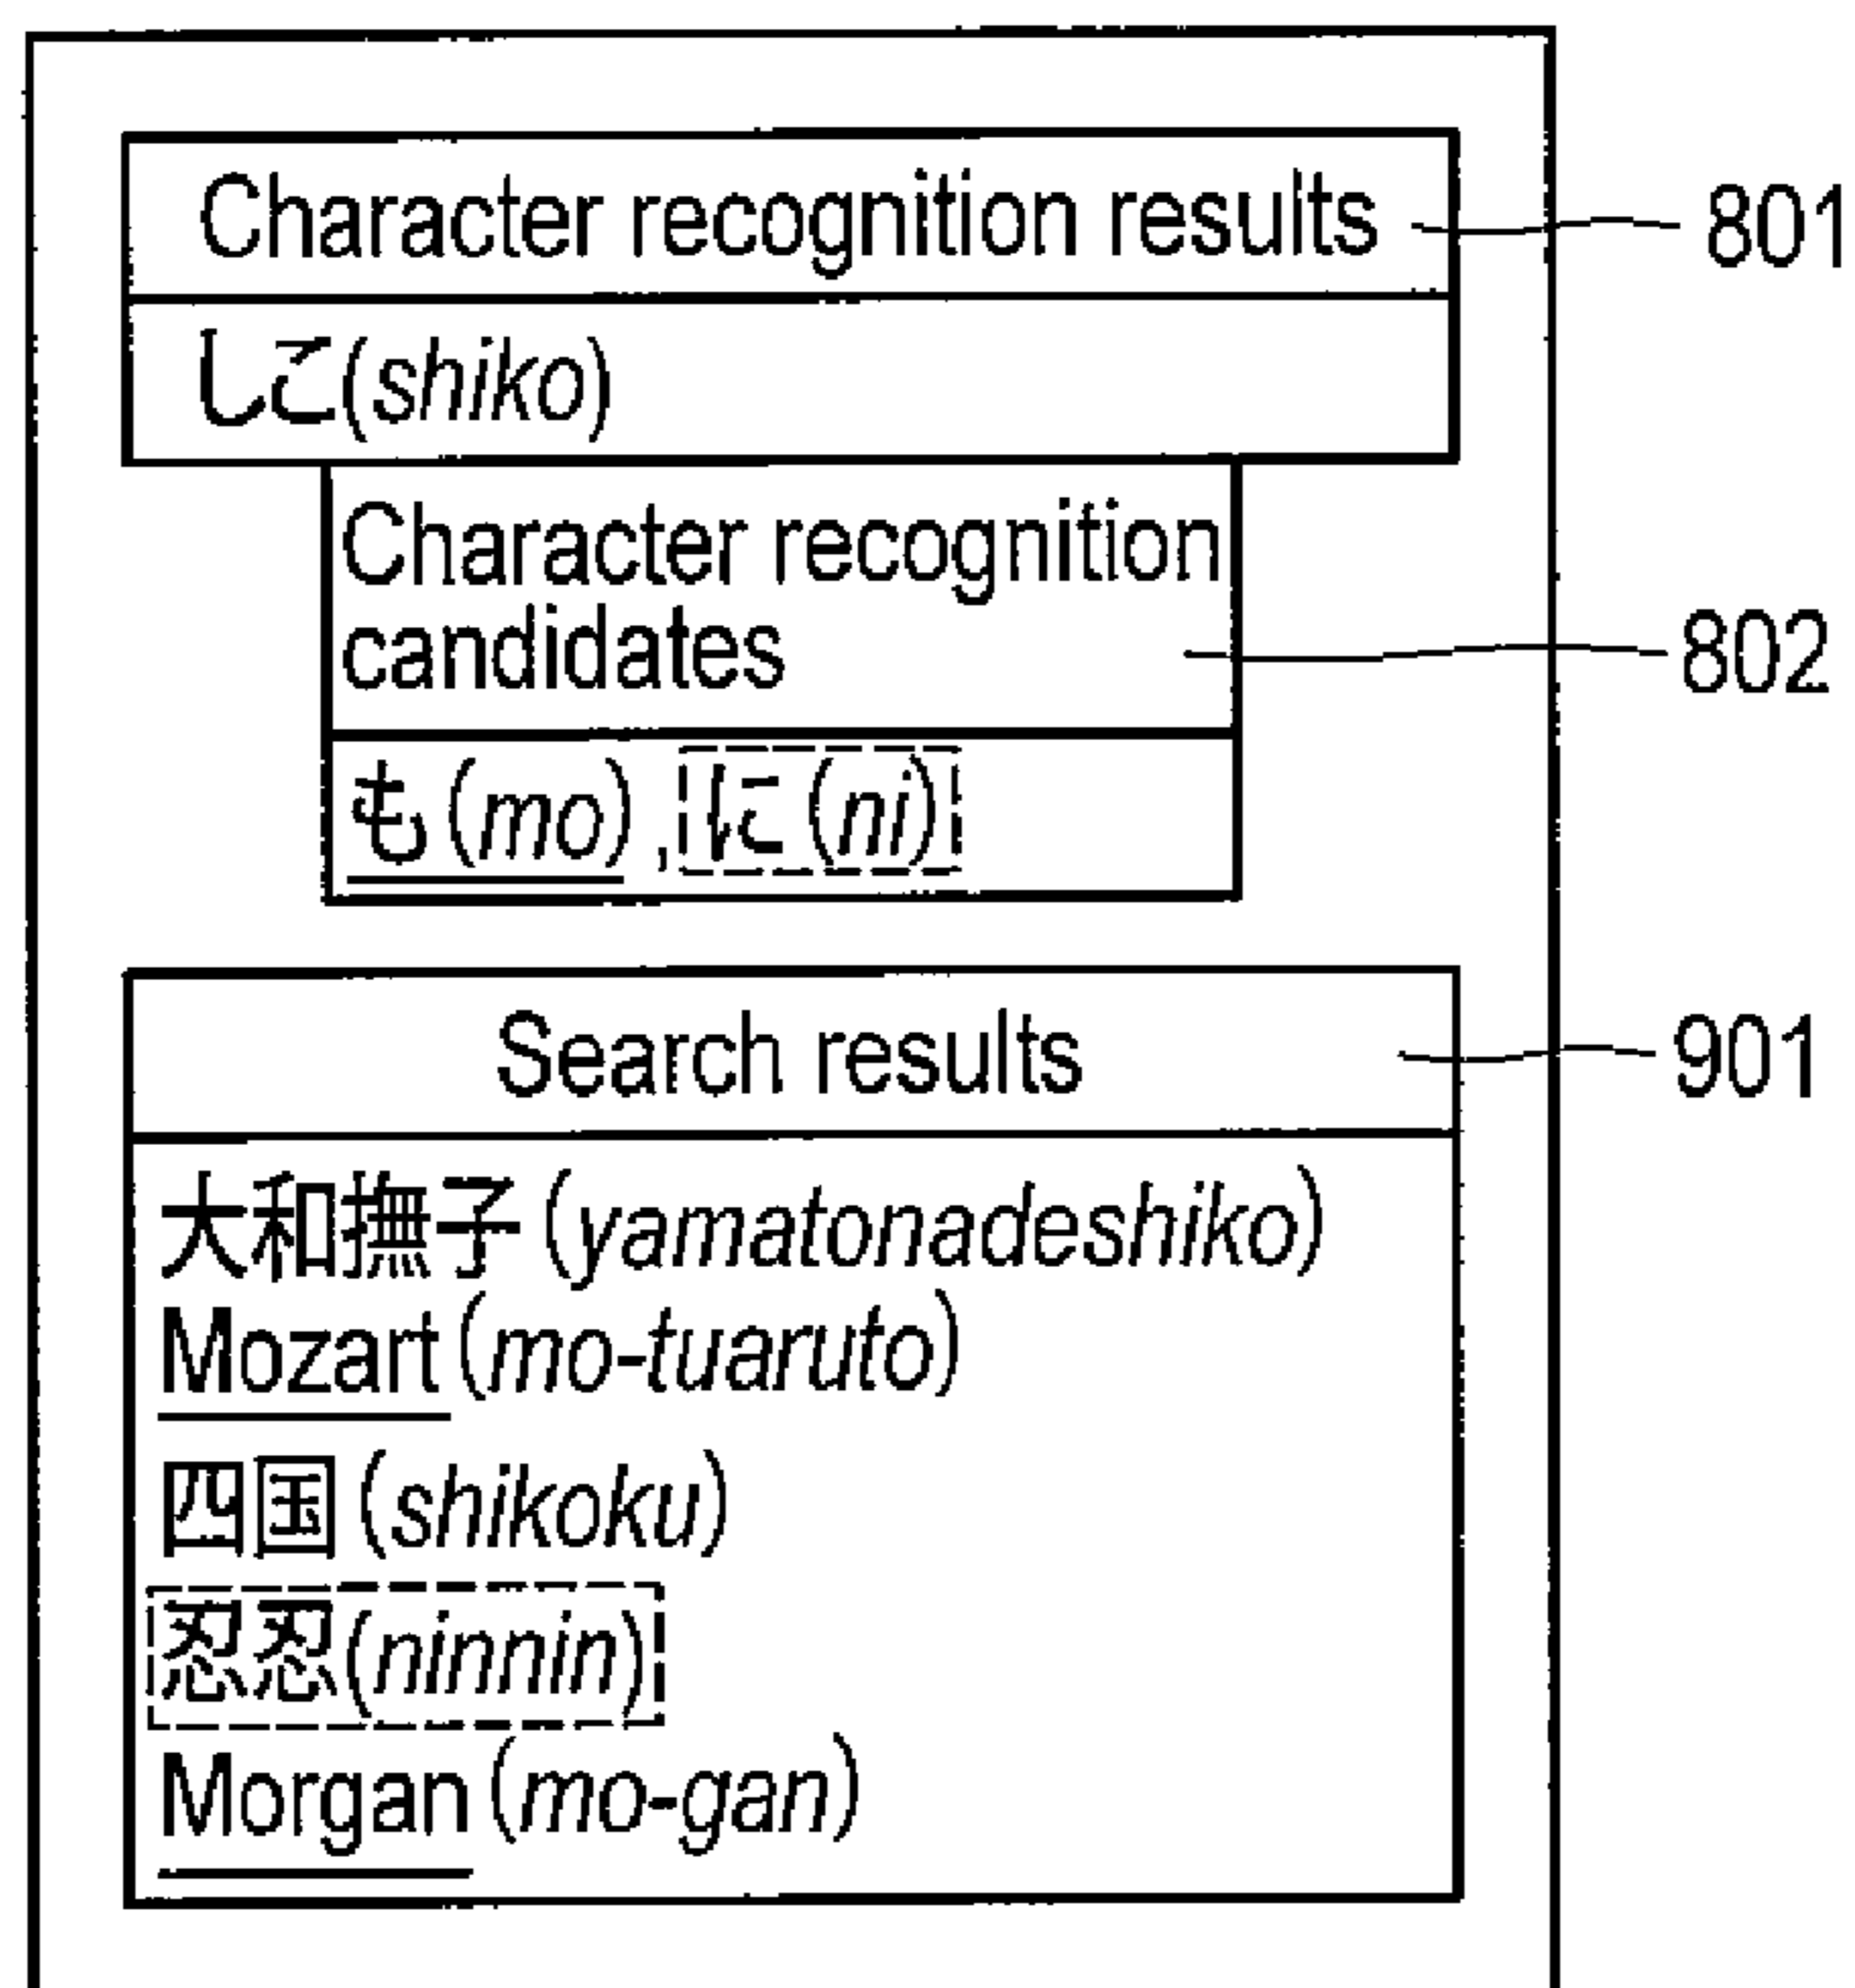 Character recognition results
801
しこ(shiko)
Character recognition
candidates
802
も(mo), に(ni)
Search results
901
大和撫子(yamatonadeshiko)
Mozart(mo-tuaruto)
四国(shikoku)
忍忍(ninnin)
Morgan(mo-gan)